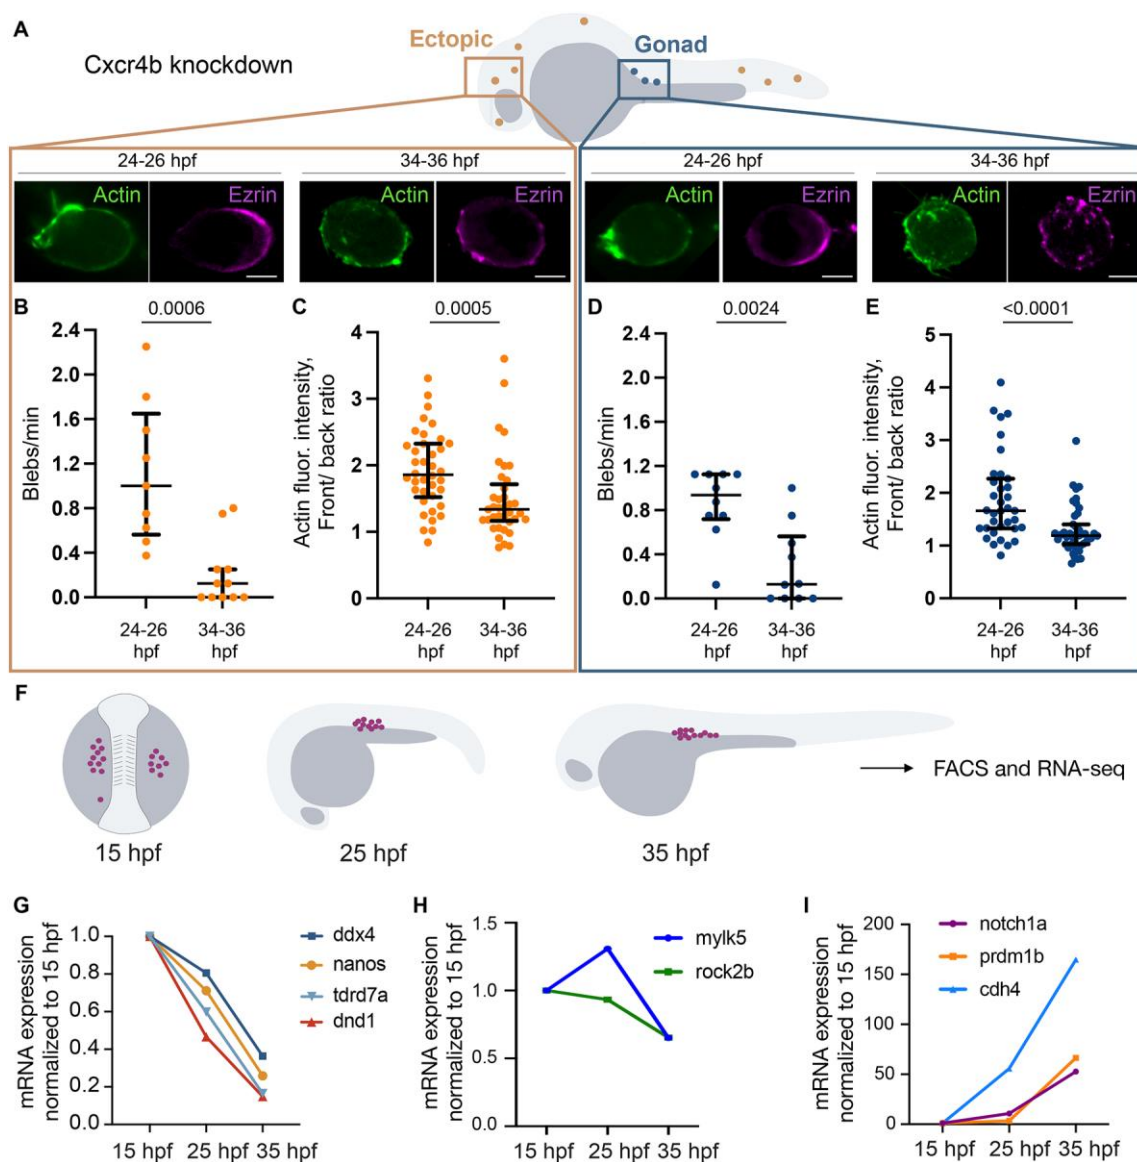 A
Cxcr4b knockdown
Ectopic
Gonad
24-26 hpf
34-36 hpf
24-26 hpf
34-36 hpf
Actin
Ezrin
Actin
Ezrin
Actin
Ezrin
Actin
Ezrin
B
0.0006
Blebs/min
2.4
2.0
1.6
1.2
0.8
0.4
0.0
24-26
hpf
34-36
hpf
C
0.0005
Actin fluor. intensity,
Front/ back ratio
4
3
2
1
0
24-26
hpf
34-36
hpf
D
0.0024
Blebs/min
2.4
2.0
1.6
1.2
0.8
0.4
0.0
24-26
hpf
34-36
hpf
E
<0.0001
Actin fluor. intensity,
Front/ back ratio
5
4
3
2
1
0
24-26
hpf
34-36
hpf
F
15 hpf
25 hpf
35 hpf
FACS and RNA-seq
G
mRNA expression
normalized to 15 hpf
1.0
0.8
0.6
0.4
0.2
0.0
15 hpf
25 hpf
35 hpf
ddx4
nanos
tdrd7a
dnd1
H
mRNA expression
normalized to 15 hpf
1.5
1.0
0.5
0.0
15 hpf
25 hpf
35 hpf
mylk5
rock2b
I
mRNA expression
normalized to 15 hpf
200
150
100
50
0
15 hpf
25 hpf
35 hpf
notch1a
prdm1b
cdh4